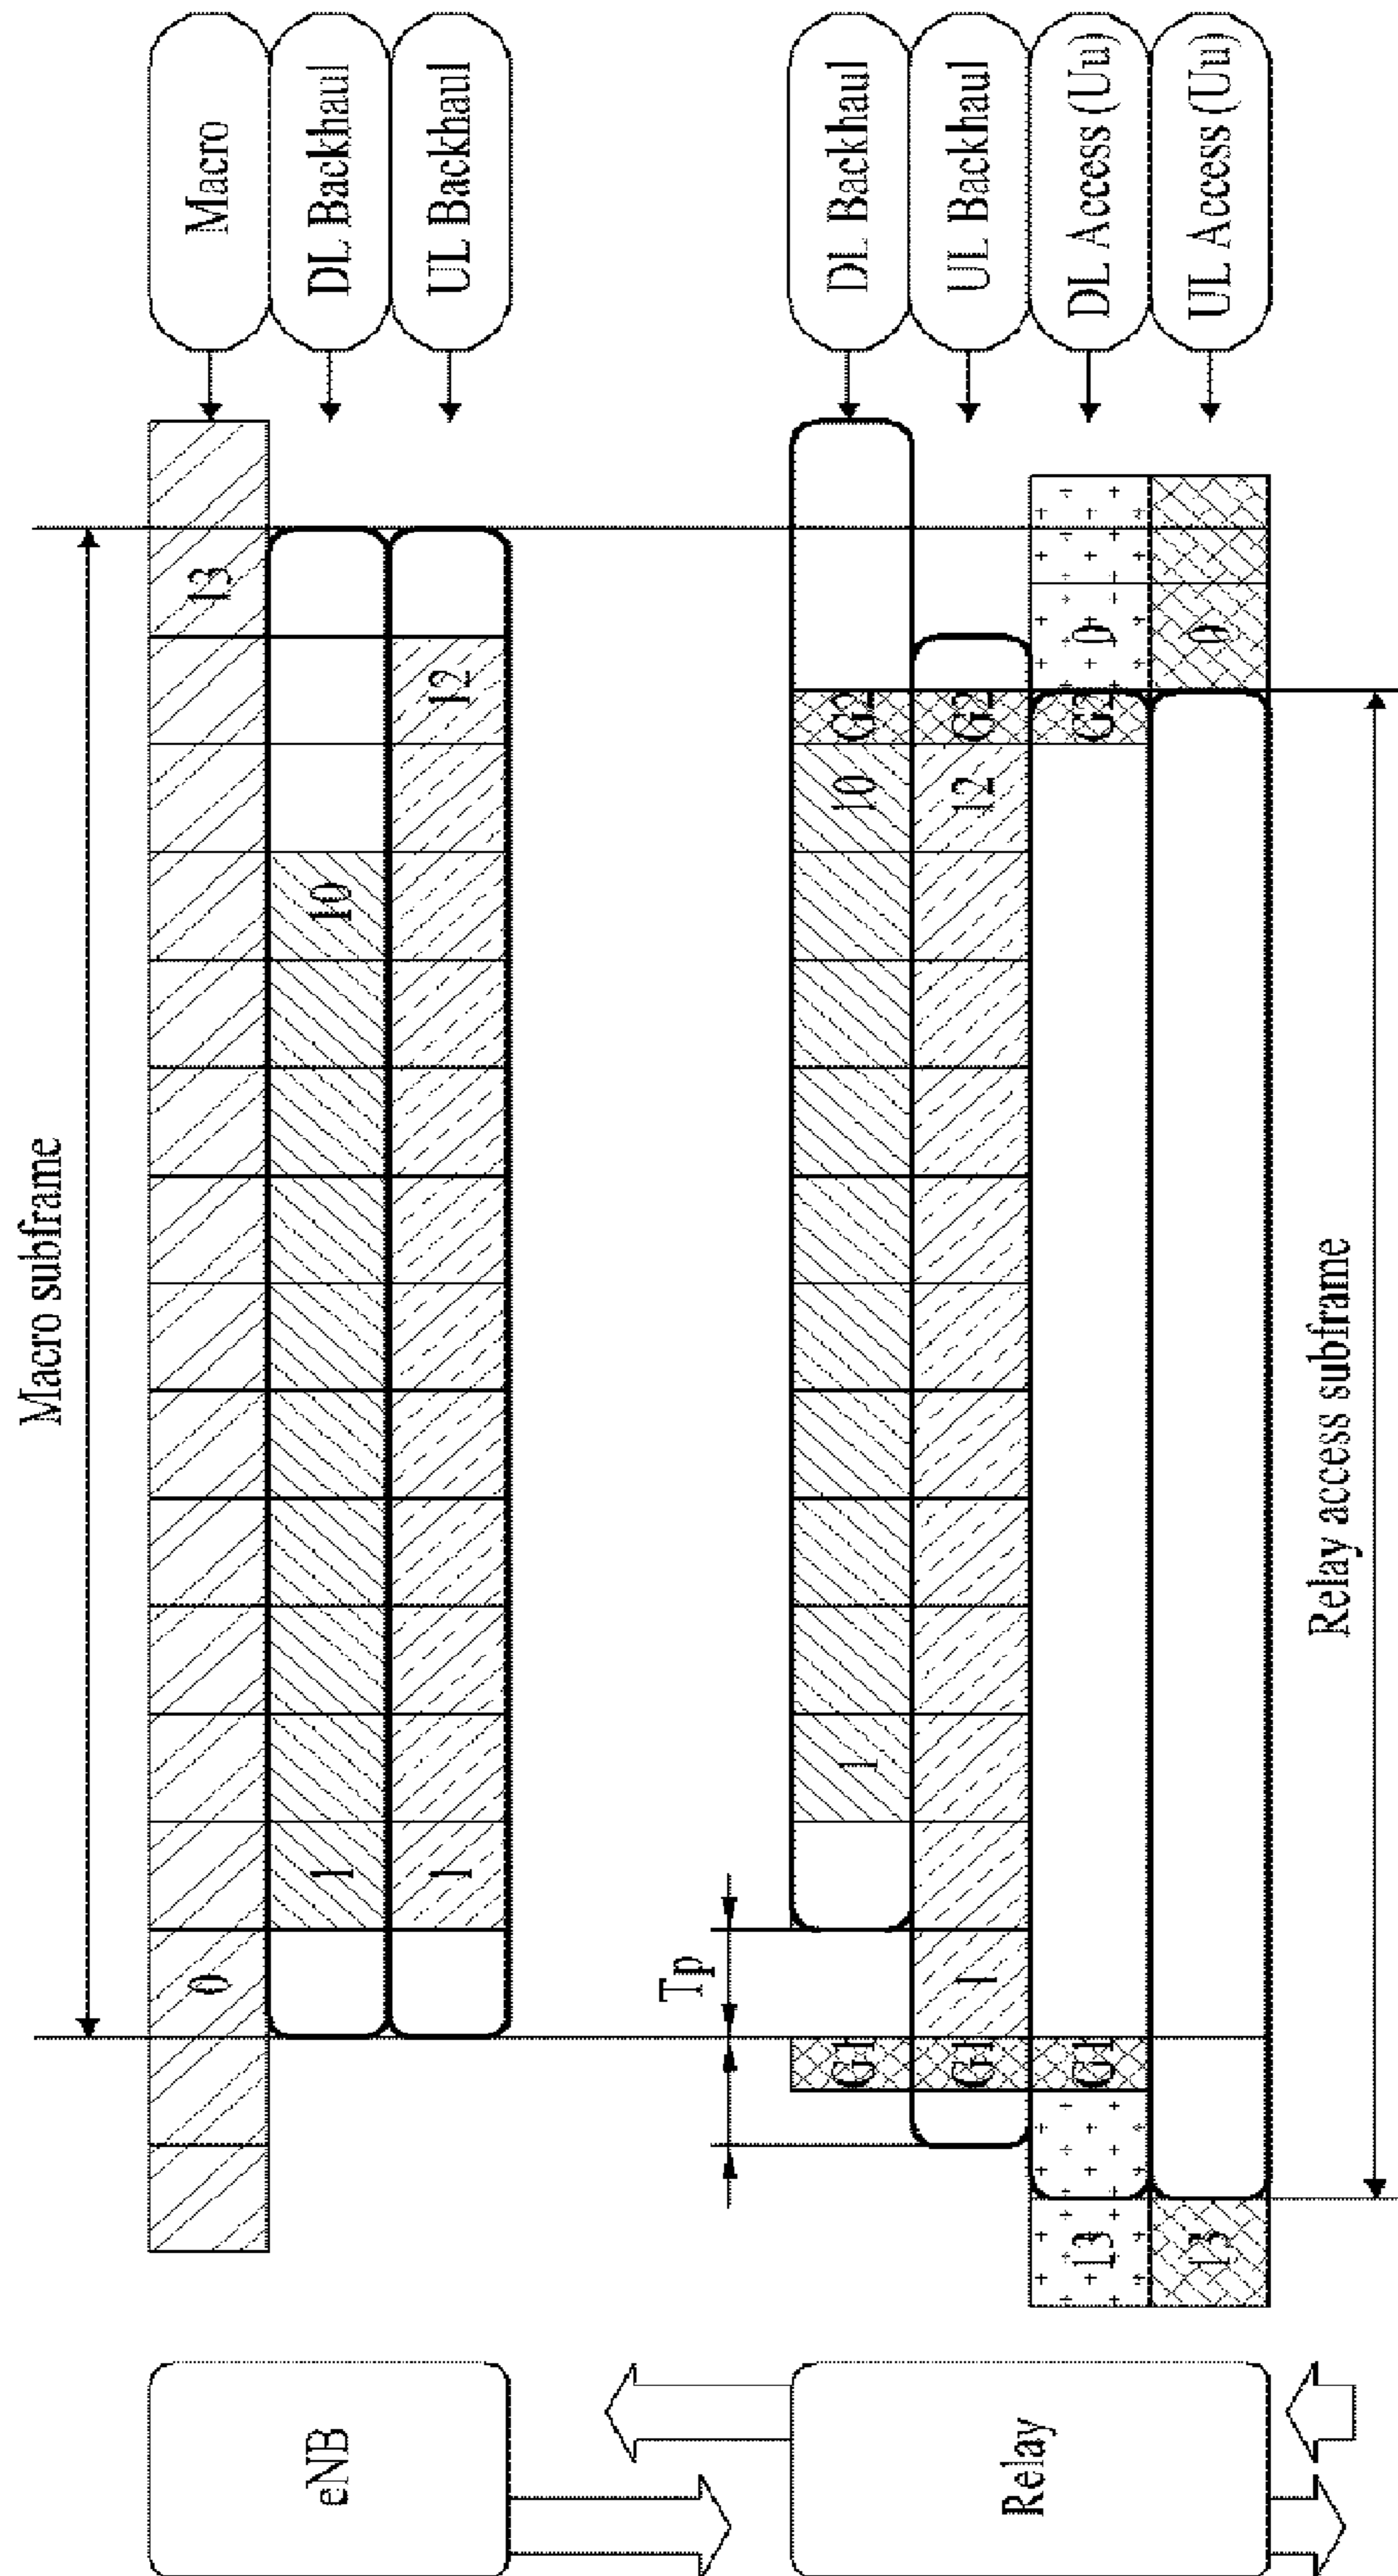 Macro subframe
eNB
0
13
Macro
1
10
DL Backhaul
1
12
UL Backhaul
Tp
Relay
G1
1
10
G2
DL Backhaul
G1
1
12
G2
UL Backhaul
13
G1
G2
0
DL Access (Uu)
13
0
UL Access (Uu)
Relay access subframe